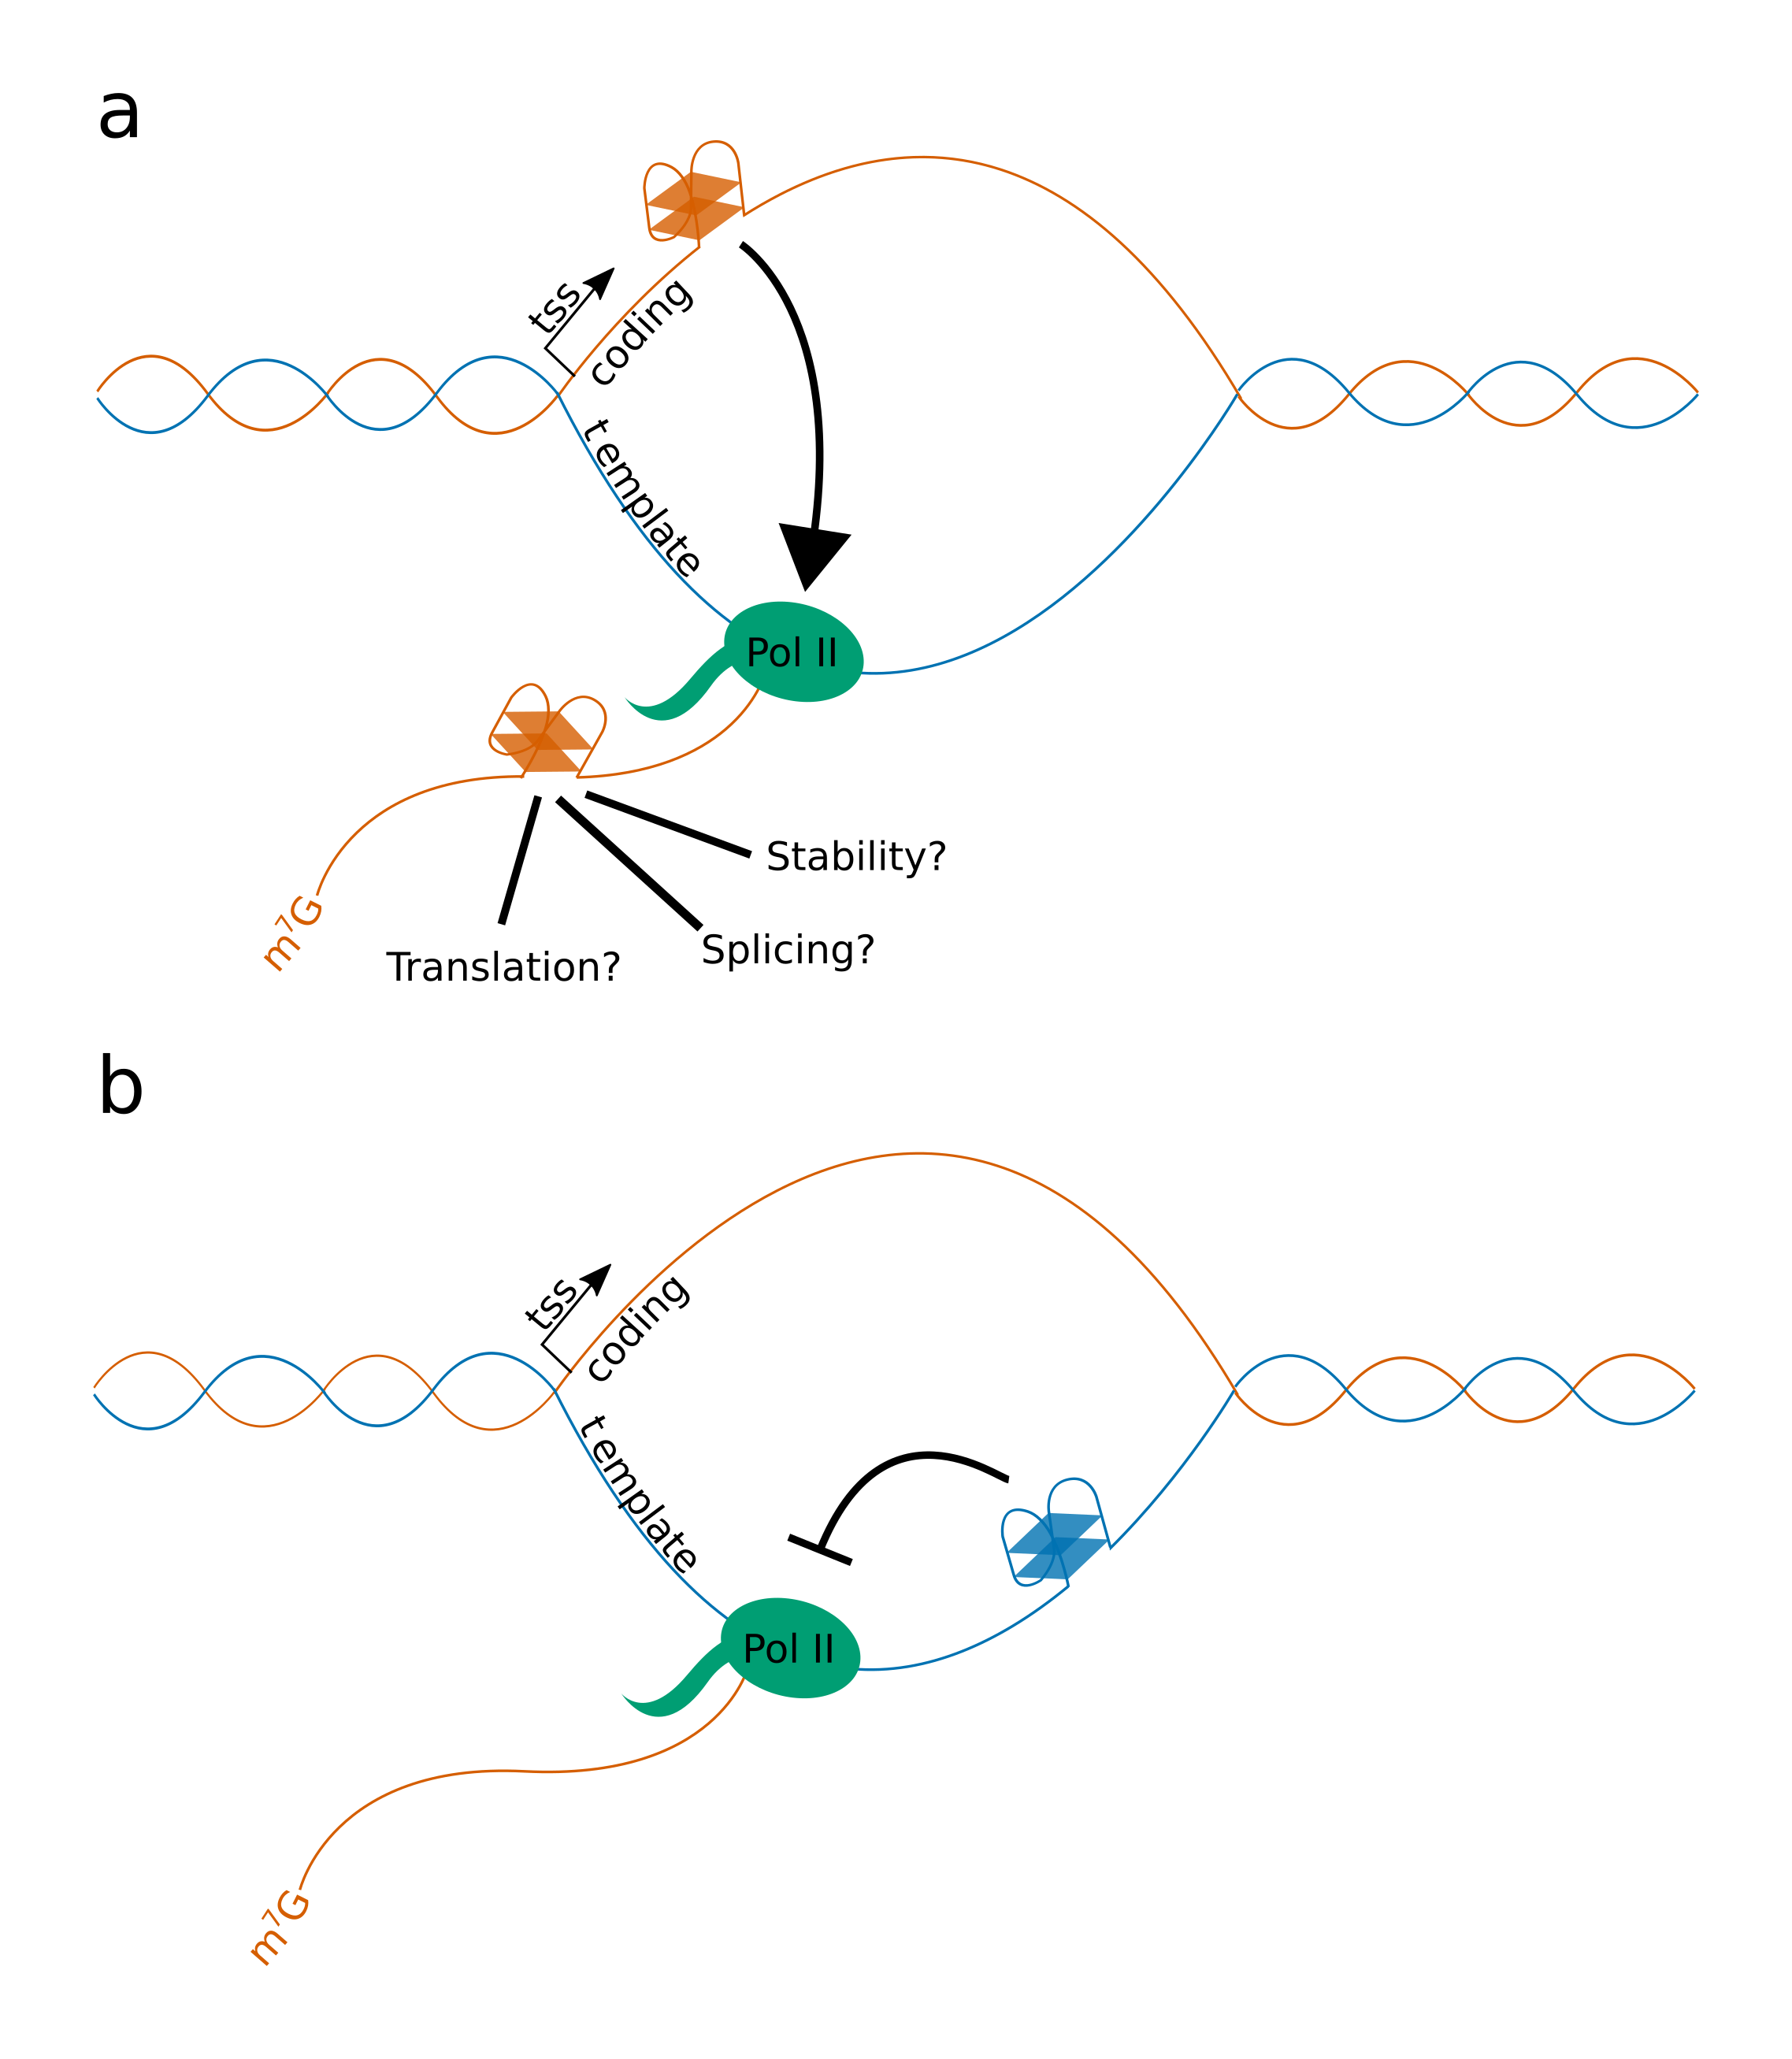 a
tss
coding
template
Pol II
Stability?
Splicing?
Translation?
m⁷G
b
tss
coding
template
Pol II
m⁷G